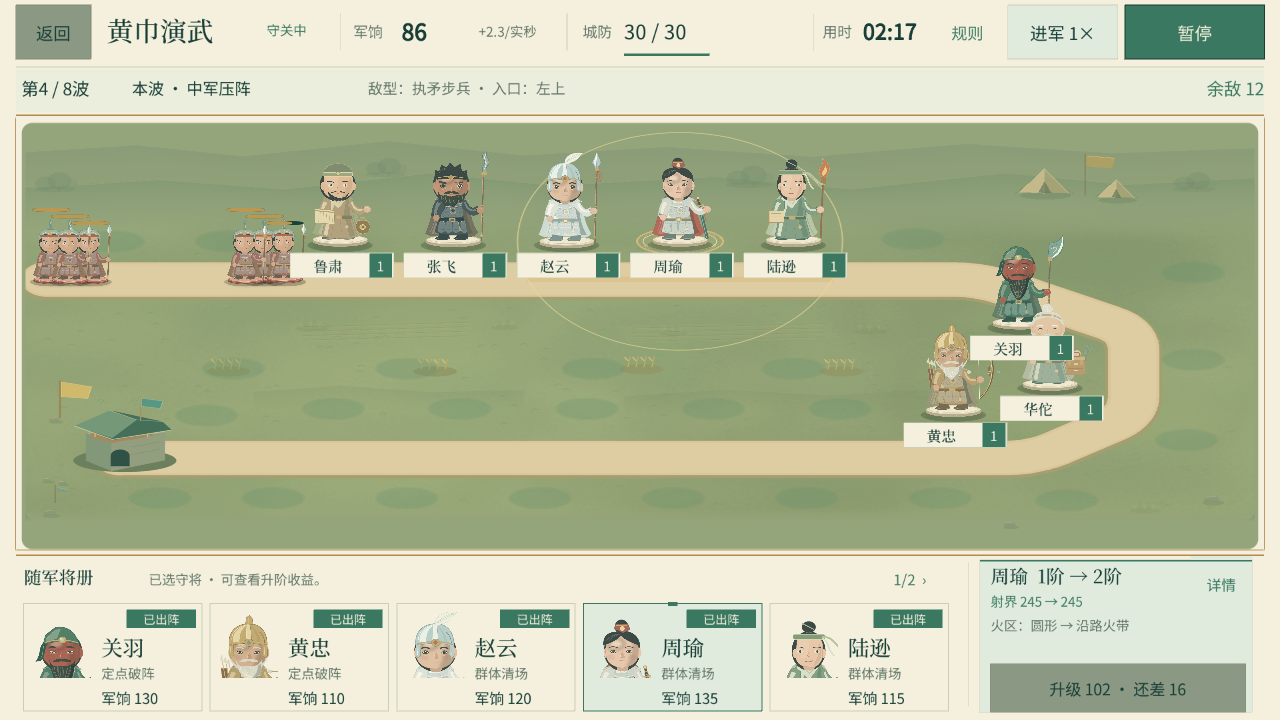 返回
黄巾演武
守关中
军饷 86 +2.3/实秒
城防 30 / 30
用时 02:17
规则
进军 1×
暂停
第4 / 8波
本波 · 中军压阵
敌型：执矛步兵 · 入口：左上
余敌 12
鲁肃 1
张飞 1
赵云 1
周瑜 1
陆逊 1
关羽 1
华佗 1
黄忠 1
随军将册
已选守将 · 可查看升阶收益。
1/2 ›
已出阵
关羽
定点破阵
军饷 130
已出阵
黄忠
定点破阵
军饷 110
已出阵
赵云
群体清场
军饷 120
已出阵
周瑜
群体清场
军饷 135
已出阵
陆逊
群体清场
军饷 115
周瑜 1阶 → 2阶
详情
射界 245 → 245
火区：圆形 → 沿路火带
升级 102 · 还差 16